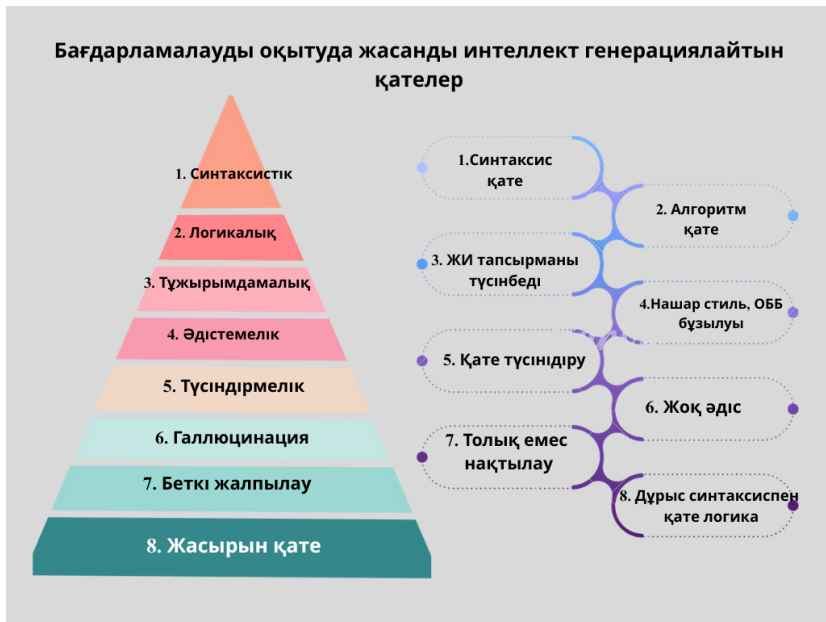 Бағдарламалауды оқытуда жасанды интеллект генерациялайтын
қателер
1. Синтаксистік
2. Логикалық
3. Тұжырымдамалық
4. Әдістемелік
5. Түсіндірмелік
6. Галлюцинация
7. Беткі жалпылау
8. Жасырын қате
1.Синтаксис
қате
2. Алгоритм
қате
3. ЖИ тапсырманы
түсінбеді
4.Нашар стиль, ОББ
бұзылуы
5. Қате түсінідіру
6. Жоқ әдіс
7. Толық емес
нақтылау
8. Дұрыс синтаксиспен
қате логика